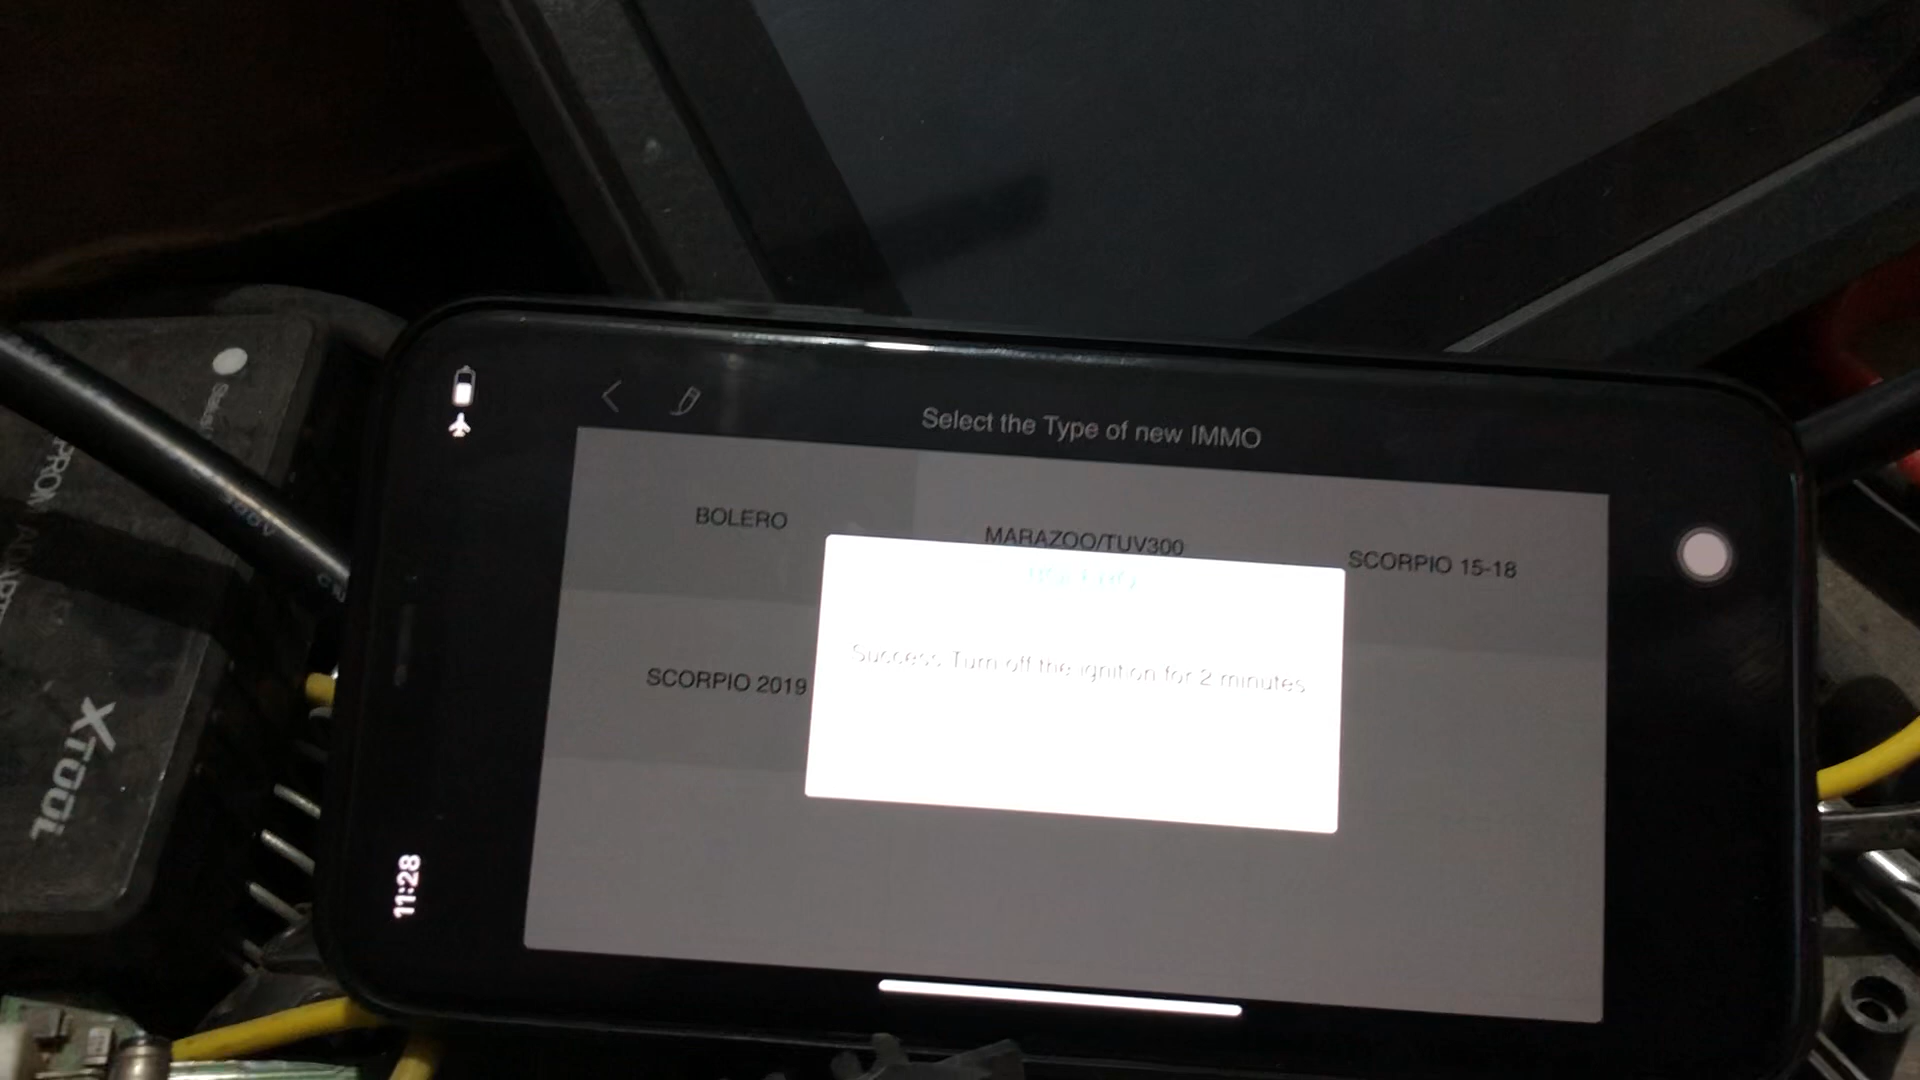 Select the Type of new IMMO
BOLERO
MARAZOO/TUV300
SCORPIO 15-18
SCORPIO 2019
Success Turn off the ignition for 2 minutes
11:28
XTOOL